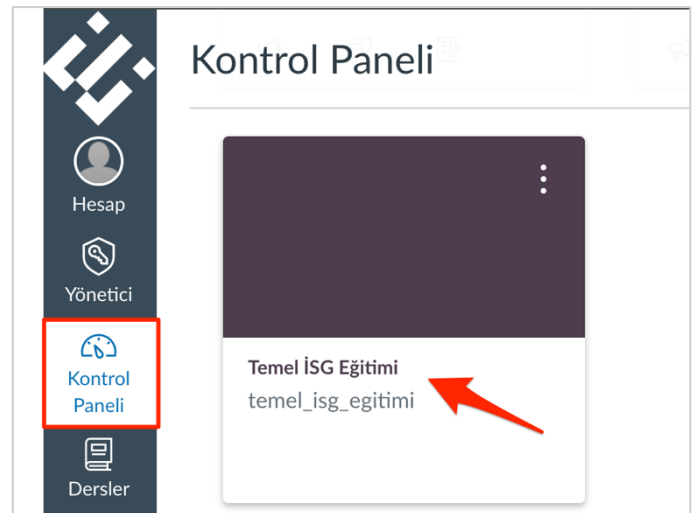 Kontrol Paneli
Hesap
Yönetici
Kontrol
Paneli
Dersler
Temel İSG Eğitimi
temel_isg_egitimi